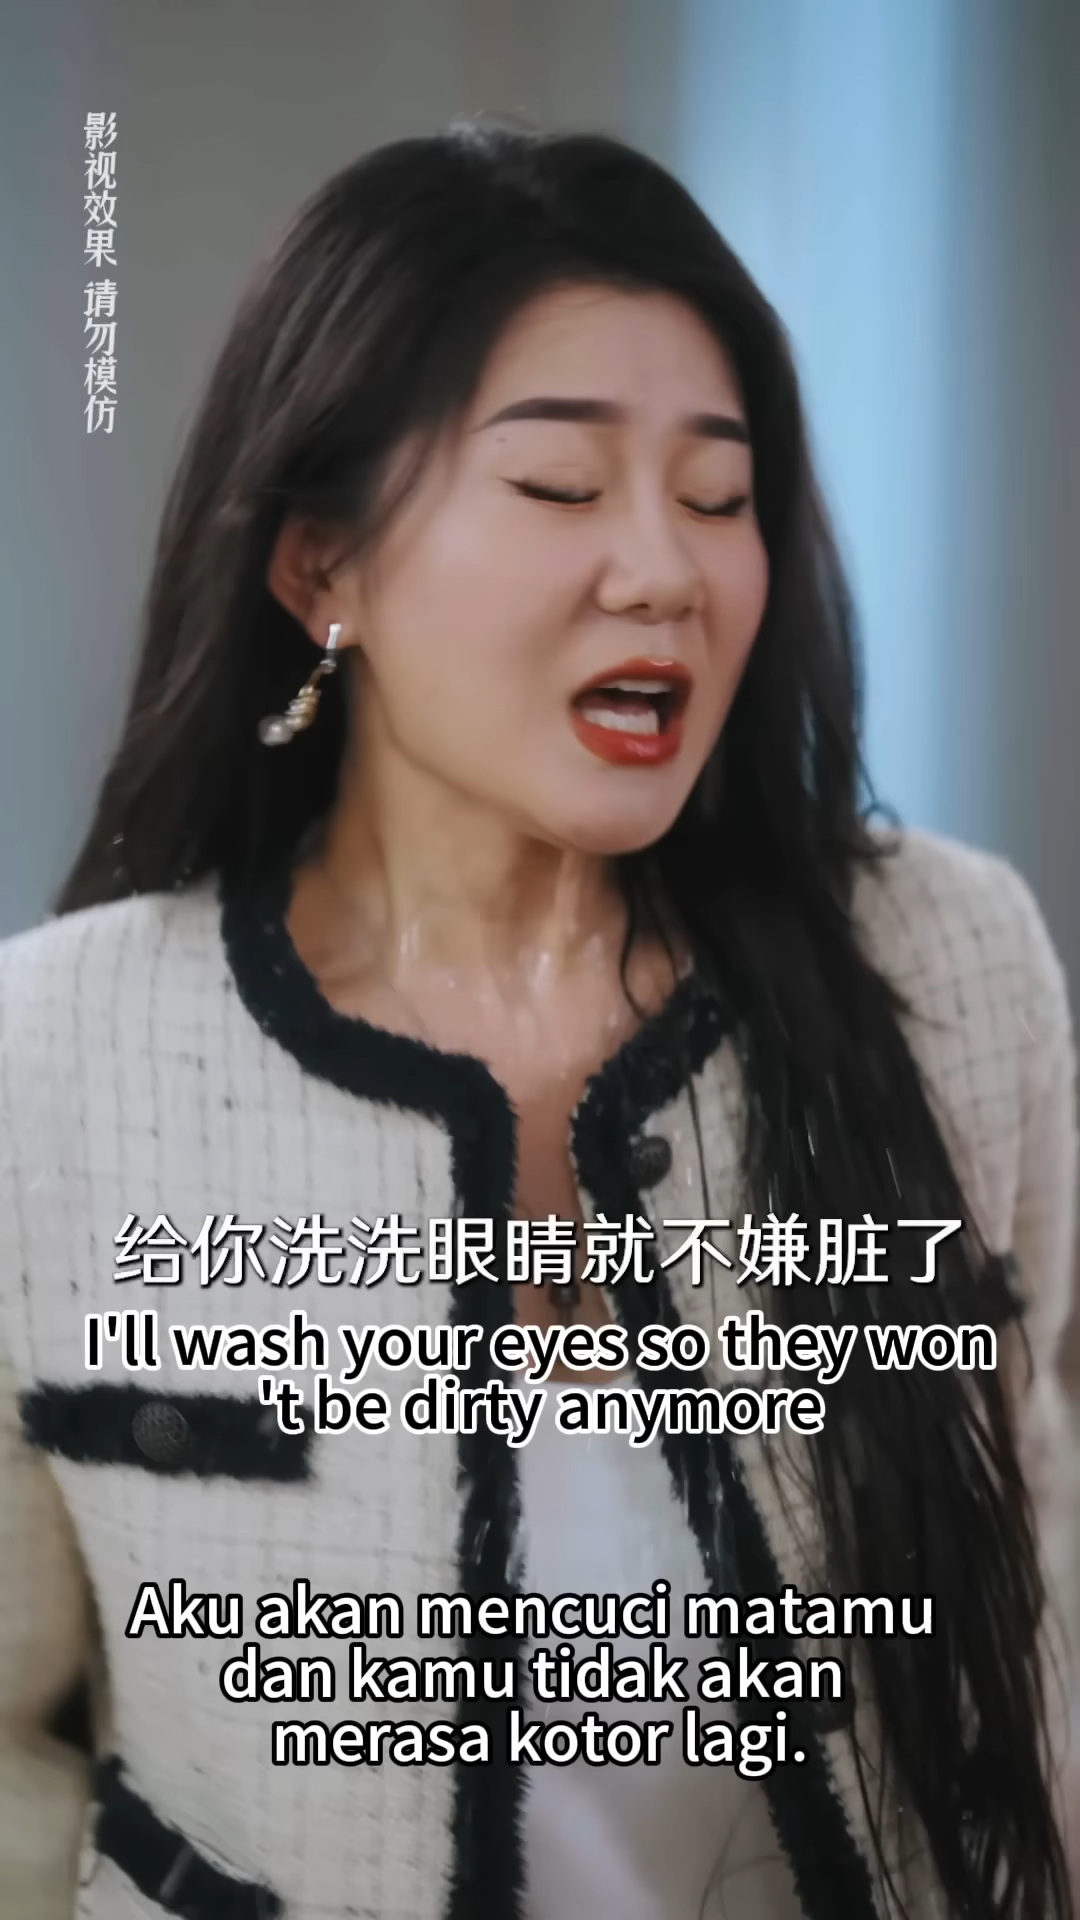 影视效果 请勿模仿
给你洗洗眼睛就不嫌脏了
I'll wash your eyes so they won
't be dirty anymore
Aku akan mencuci matamu
dan kamu tidak akan
merasa kotor lagi.